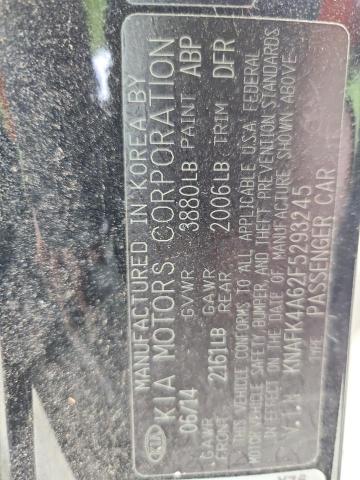 MANUFACTURED IN KOREA BY
KIA KIA MOTORS CORPORATION
06/14 GVWR 3880LB PAINT ABP
GAWR FRONT 2161LB GAWR REAR 2006LB TRIM DFR
THIS VEHICLE CONFORMS TO ALL APPLICABLE U.S.A. FEDERAL
MOTOR VEHICLE SAFETY, BUMPER, AND THEFT PREVENTION STANDARDS
IN EFFECT ON THE DATE OF MANUFACTURE SHOWN ABOVE.
V.I.N KNAFK4A62F5293245
TYPE : PASSENGER CAR